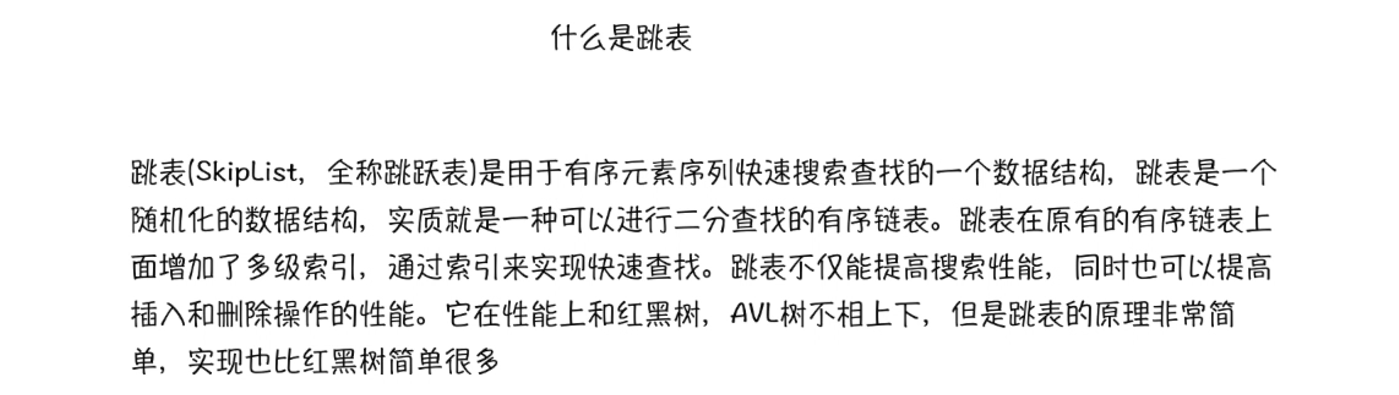 什么是跳表
跳表(SkipList，全称跳跃表)是用于有序元素序列快速搜索查找的一个数据结构，跳表是一个
随机化的数据结构，实质就是一种可以进行二分查找的有序链表。跳表在原有的有序链表上
面增加了多级索引，通过索引来实现快速查找。跳表不仅能提高搜索性能，同时也可以提高
插入和删除操作的性能。它在性能上和红黑树，AVL树不相上下，但是跳表的原理非常简
单，实现也比红黑树简单很多